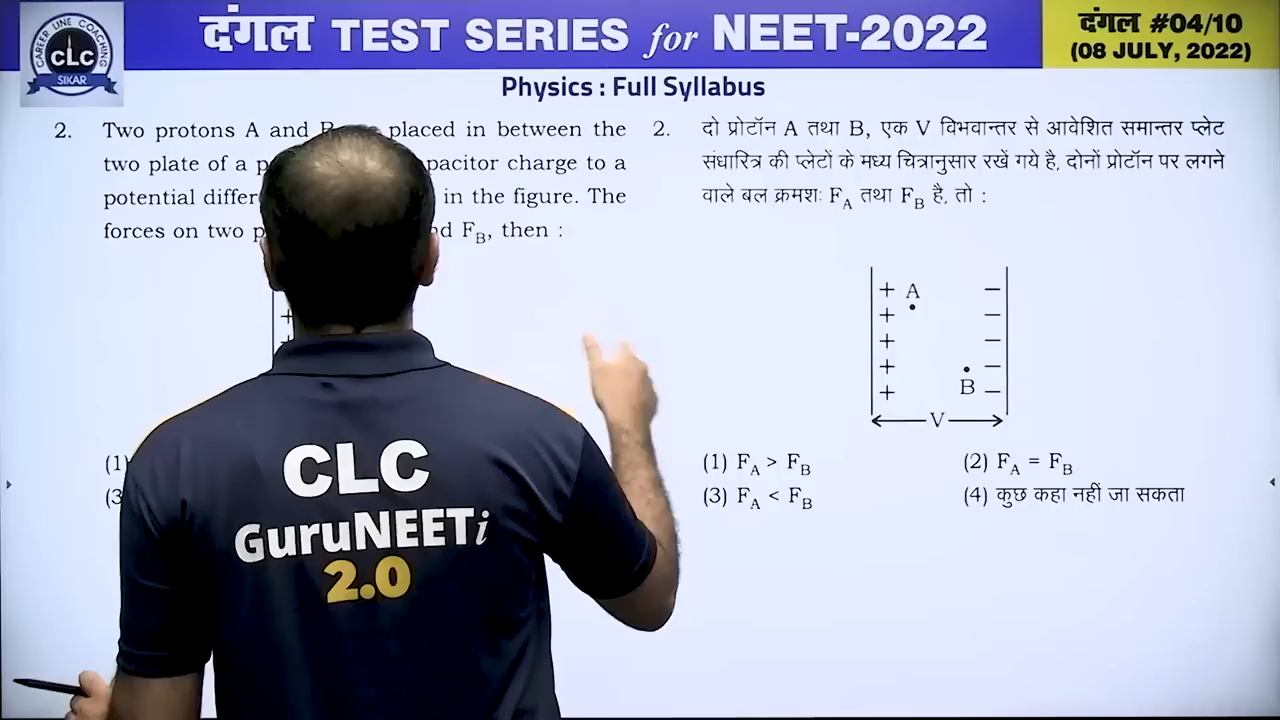 CAREER LINE COACHING
CLC
SIKAR
दंगल TEST SERIES for NEET-2022
दंगल #04/10
(08 JULY, 2022)
Physics : Full Syllabus
2. Two protons A and placed in between the
two plate of a charge to a
potential in the figure. The
forces on two F_B, then :
+
(1)
2. दो प्रोटॉन A तथा B, एक V विभवान्तर से आवेशित समान्तर प्लेट
संधारित्र की प्लेटों के मध्य चित्रानुसार रखें गये है, दोनों प्रोटॉन पर लगने
वाले बल क्रमशः F_A तथा F_B है, तो :
+ A −
+ −
+ −
+ −
+ B −
V
(1) F_A > F_B (2) F_A = F_B
(3) F_A < F_B (4) कुछ कहा नहीं जा सकता
CLC
GuruNEETi
2.0